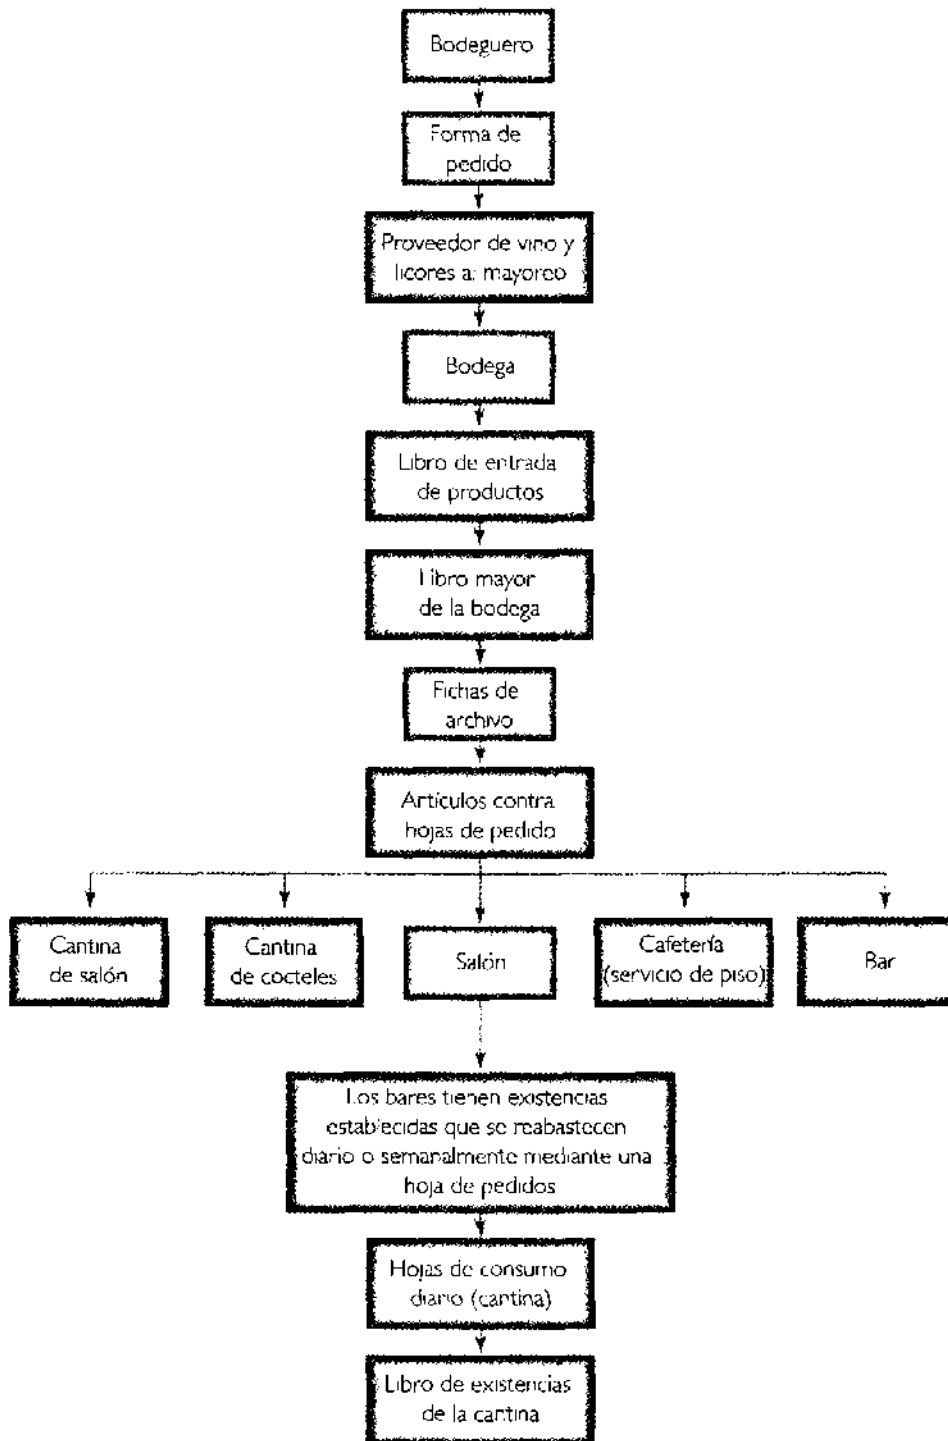 Bodeguero
Forma de
pedido
Proveedor de vino y
licores al mayoreo
Bodega
Libro de entrada
de productos
Libro mayor
de la bodega
Fichas de
archivo
Artículos contra
hojas de pedido
Cantina
de salón
Cantina
de cocteles
Salón
Cafetería
(servicio de piso)
Bar
Los bares tienen existencias
establecidas que se reabastecen
diario o semanalmente mediante una
hoja de pedidos
Hojas de consumo
diario (cantina)
Libro de existencias
de la cantina